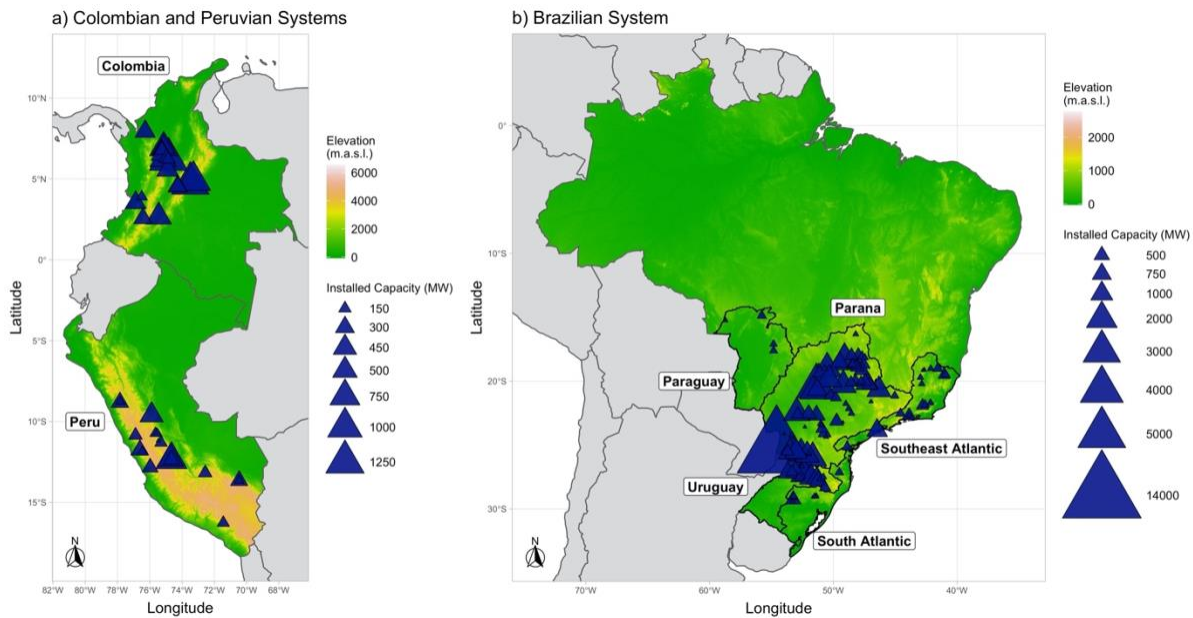 a) Colombian and Peruvian Systems
Colombia
10°N
5°N
0°
5°S
10°S
15°S
Latitude
Peru
N
82°W 80°W 78°W 76°W 74°W 72°W 70°W 68°W
Longitude
Elevation
(m.a.s.l.)
6000
4000
2000
0
Installed Capacity (MW)
150
300
450
500
750
1000
1250
b) Brazilian System
0°
10°S
20°S
30°S
Latitude
Parana
Paraguay
Southeast Atlantic
Uruguay
South Atlantic
N
70°W 60°W 50°W 40°W
Longitude
Elevation
(m.a.s.l.)
2000
1000
0
Installed Capacity (MW)
500
750
1000
2000
3000
4000
5000
14000